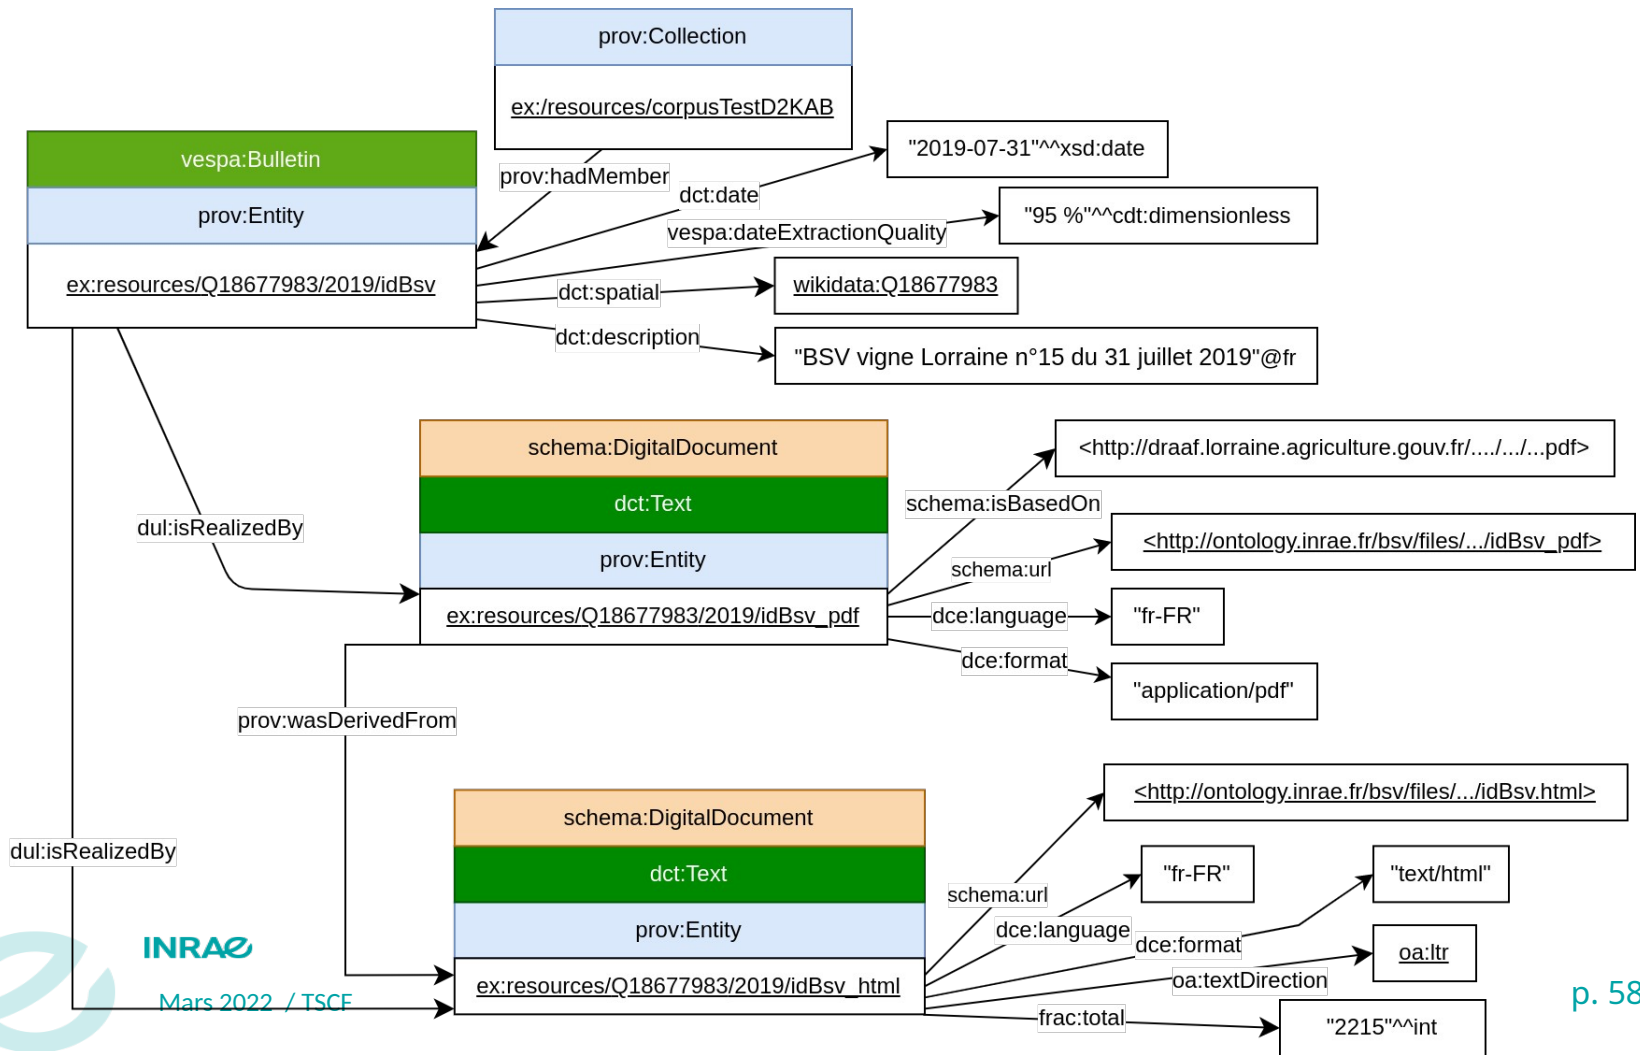 prov:Collection
ex:/resources/corpusTestD2KAB
vespa:Bulletin
prov:Entity
ex:resources/Q18677983/2019/idBsv
prov:hadMember
dct:date
"2019-07-31"^^xsd:date
vespa:dateExtractionQuality
"95 %"^^cdt:dimensionless
dct:spatial
wikidata:Q18677983
dct:description
"BSV vigne Lorraine n°15 du 31 juillet 2019"@fr
dul:isRealizedBy
schema:DigitalDocument
dct:Text
prov:Entity
ex:resources/Q18677983/2019/idBsv_pdf
schema:isBasedOn
<http://draaf.lorraine.agriculture.gouv.fr/..../.../...pdf>
schema:url
<http://ontology.inrae.fr/bsv/files/.../idBsv_pdf>
dce:language
"fr-FR"
dce:format
"application/pdf"
prov:wasDerivedFrom
dul:isRealizedBy
schema:DigitalDocument
dct:Text
prov:Entity
ex:resources/Q18677983/2019/idBsv_html
schema:url
<http://ontology.inrae.fr/bsv/files/.../idBsv.html>
dce:language
"fr-FR"
dce:format
"text/html"
oa:textDirection
oa:ltr
frac:total
"2215"^^int
INRAE
Mars 2022 / TSCF
p. 58